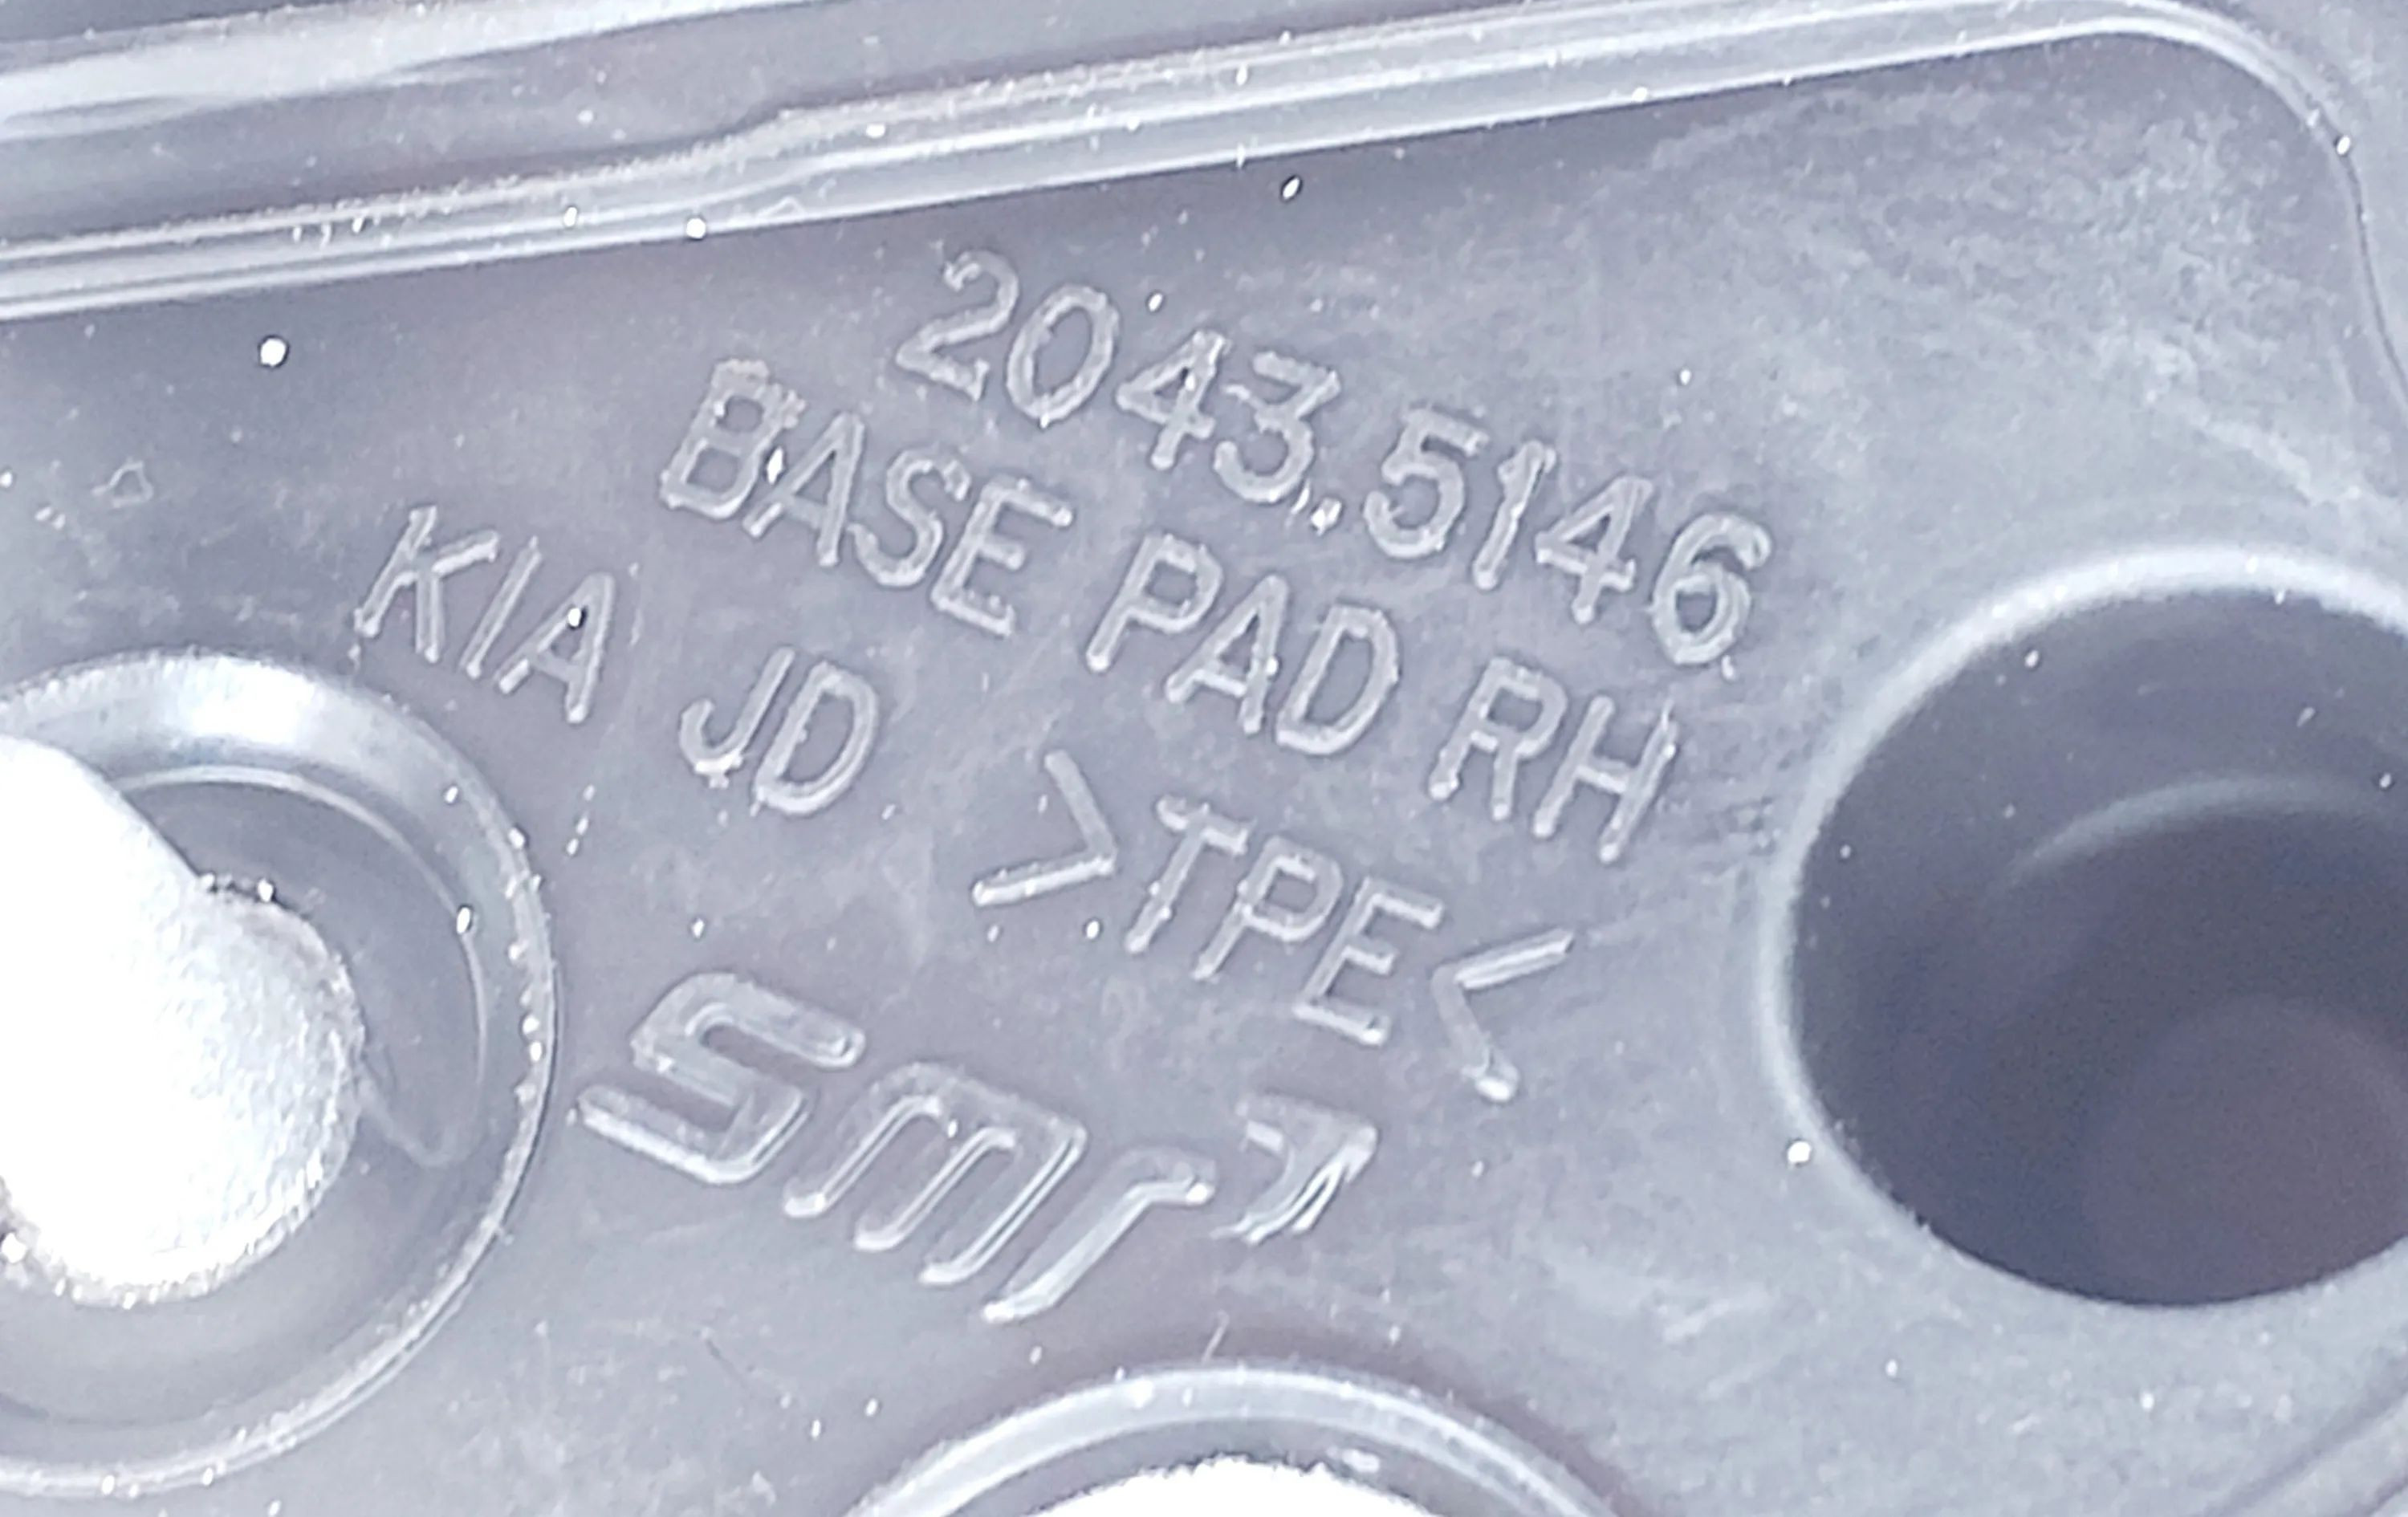 2043.5146
BASE PAD RH
KIA JD >TPE<
smr